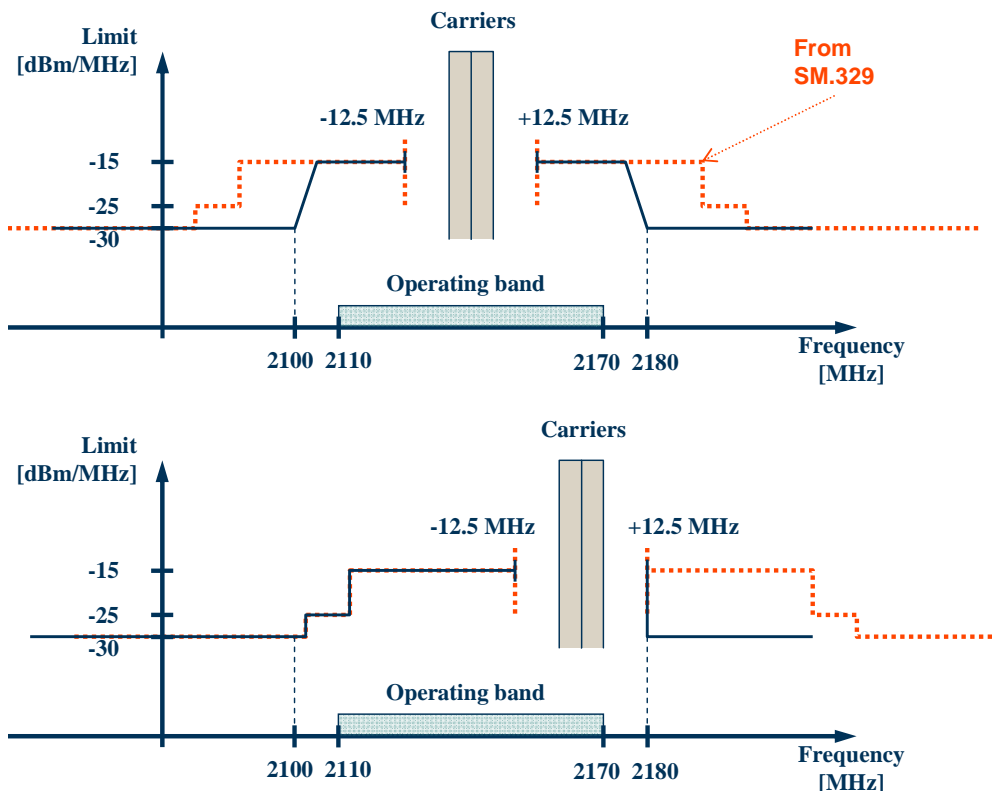 Carriers
Limit
[dBm/MHz]
From
SM.329
-12.5 MHz
+12.5 MHz
-15
-25
-30
Operating band
2100
2110
2170
2180
Frequency
[MHz]
Carriers
Limit
[dBm/MHz]
-12.5 MHz
+12.5 MHz
-15
-25
-30
Operating band
2100
2110
2170
2180
Frequency
[MHz]